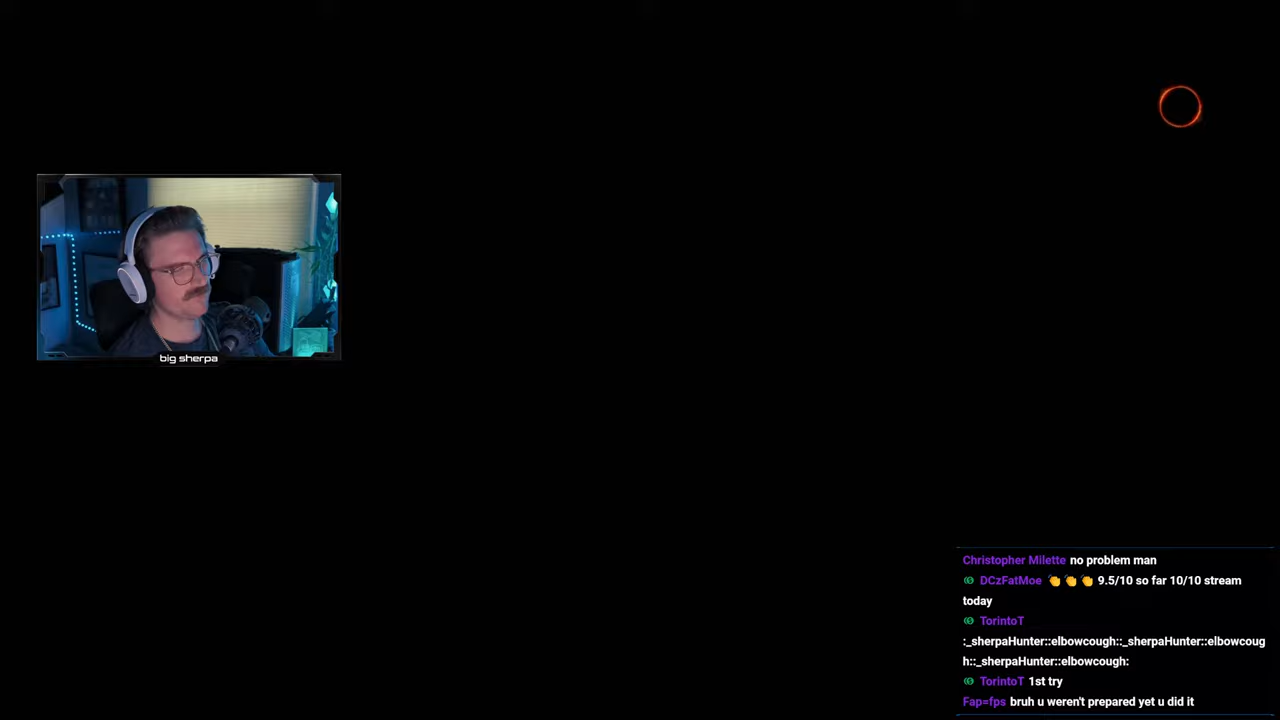 big sherpa
Christopher Milette no problem man
DCzFatMoe 👏 👏 👏 9.5/10 so far 10/10 stream
today
TorintoT
:_sherpaHunter::elbowcough::_sherpaHunter::elbowcoug
h::_sherpaHunter::elbowcough:
TorintoT 1st try
Fap=fps bruh u weren't prepared yet u did it